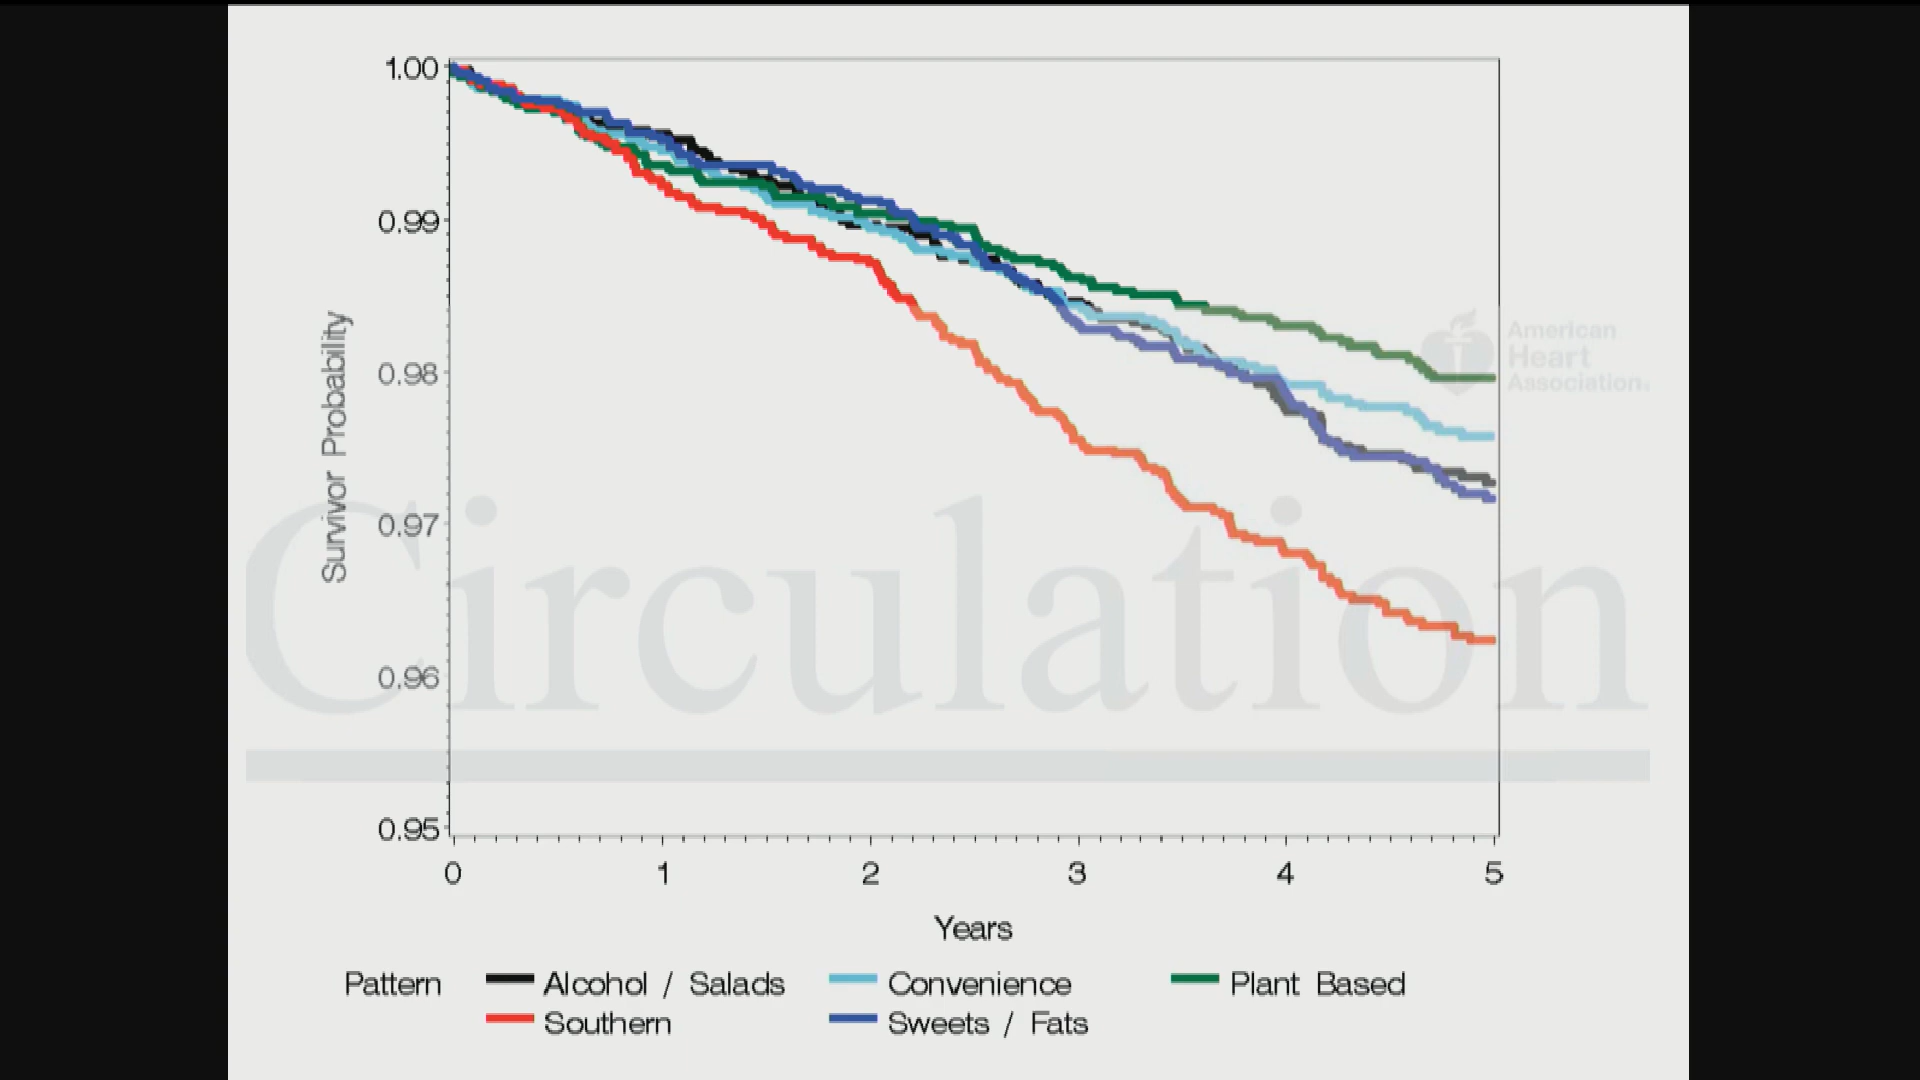 1.00
0.99
0.98
0.97
0.96
0.95
Survivor Probability
0 1 2 3 4 5
Years
Pattern Alcohol / Salads Convenience Plant Based
Southern Sweets / Fats
American
Heart
Association®
Circulation